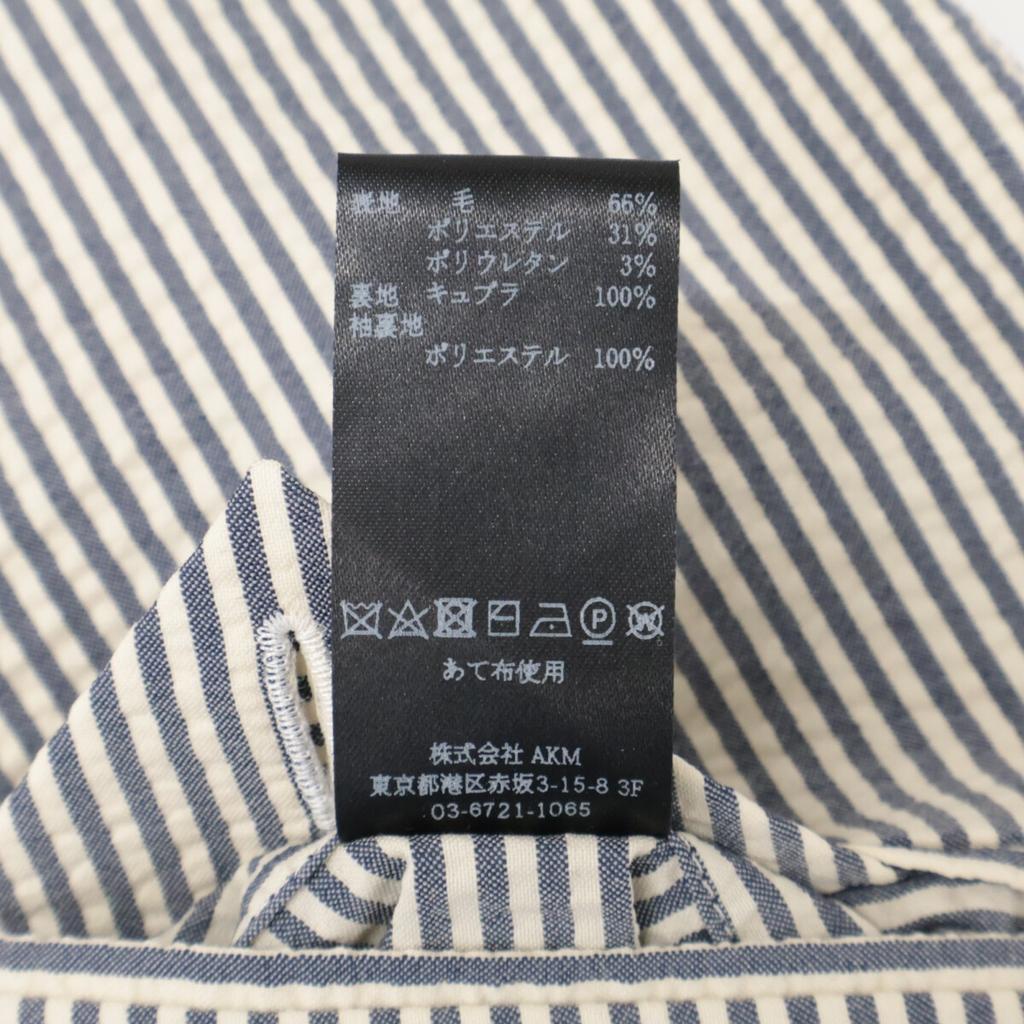 表地 毛 66%
ポリエステル 31%
ポリウレタン 3%
裏地 キュプラ 100%
袖裏地
ポリエステル 100%
P W
あて布使用
株式会社 AKM
東京都港区赤坂3-15-8 3F
03-6721-1065